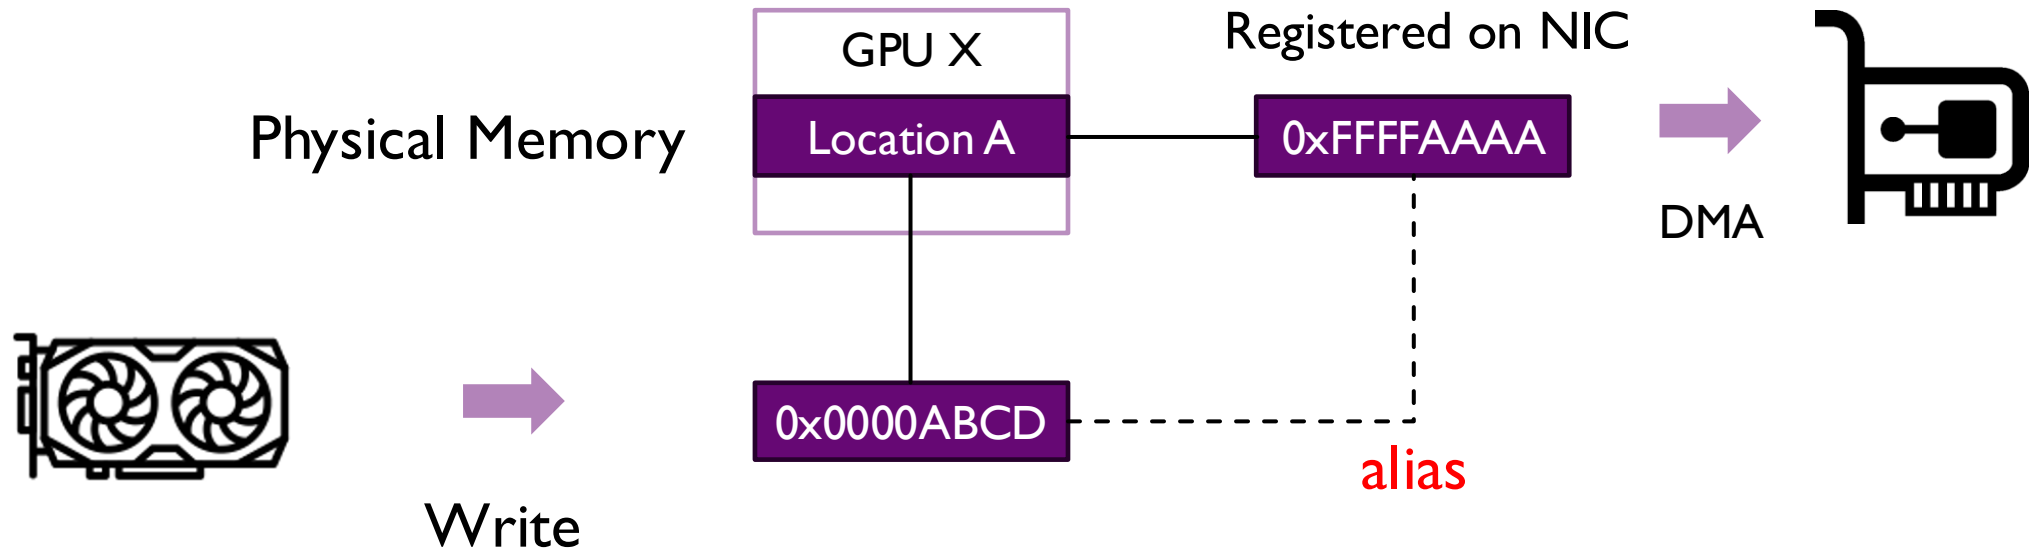 GPU X
Registered on NIC
Physical Memory
Location A
0xFFFFAAAA
DMA
0x0000ABCD
alias
Write